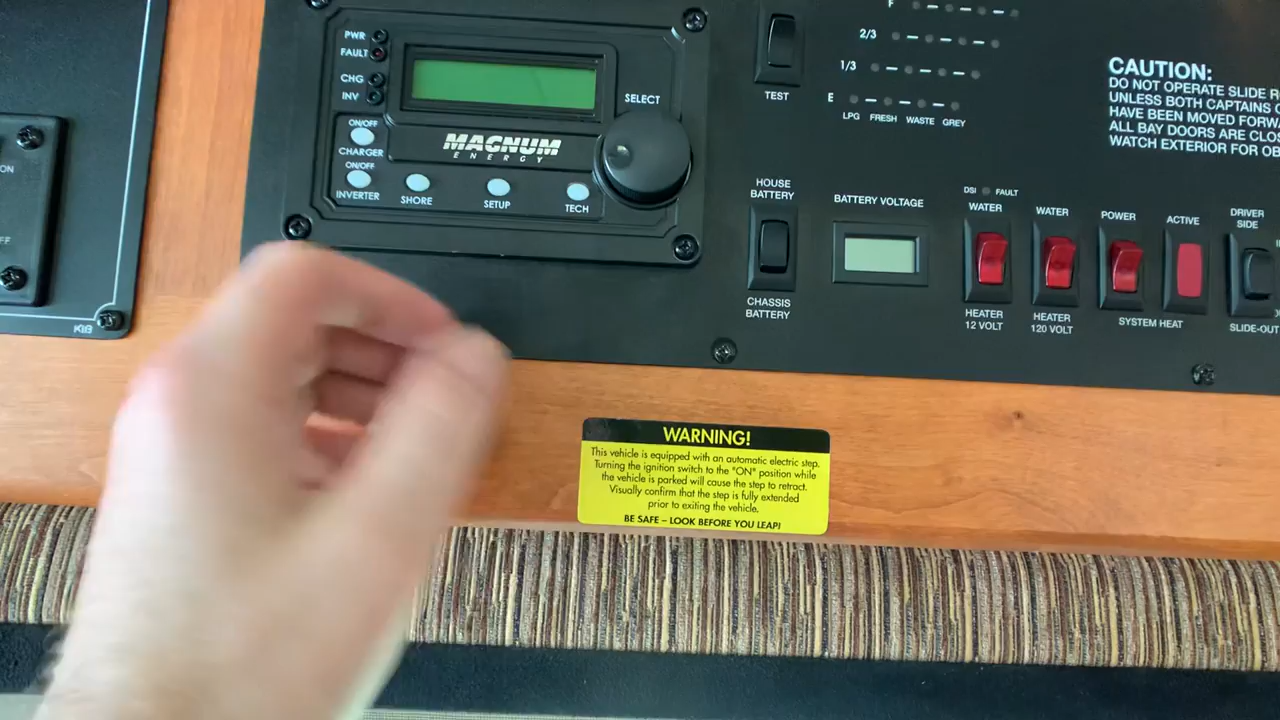 PWR
FAULT
CHG
INV
ON/OFF
CHARGER
ON/OFF
INVERTER
SHORE
SETUP
TECH
SELECT
MAGNUM
ENERGY
ON
FF
KIB
TEST
F
2/3
1/3
E
LPG FRESH WASTE GREY
CAUTION:
DO NOT OPERATE SLIDE
UNLESS BOTH CAPTAINS
HAVE BEEN MOVED
ALL BAY DOORS ARE
WATCH EXTERIOR FOR
HOUSE
BATTERY
CHASSIS
BATTERY
BATTERY VOLTAGE
DSI FAULT
WATER
HEATER
12 VOLT
WATER
HEATER
120 VOLT
POWER
ACTIVE
SYSTEM HEAT
DRIVER
SIDE
SLIDE-OUT
WARNING!
This vehicle is equipped with an automatic electric step.
Turning the ignition switch to the "ON" position while
the vehicle is parked will cause the step to retract.
Visually confirm that the step is fully extended
prior to exiting the vehicle.
BE SAFE – LOOK BEFORE YOU LEAP!